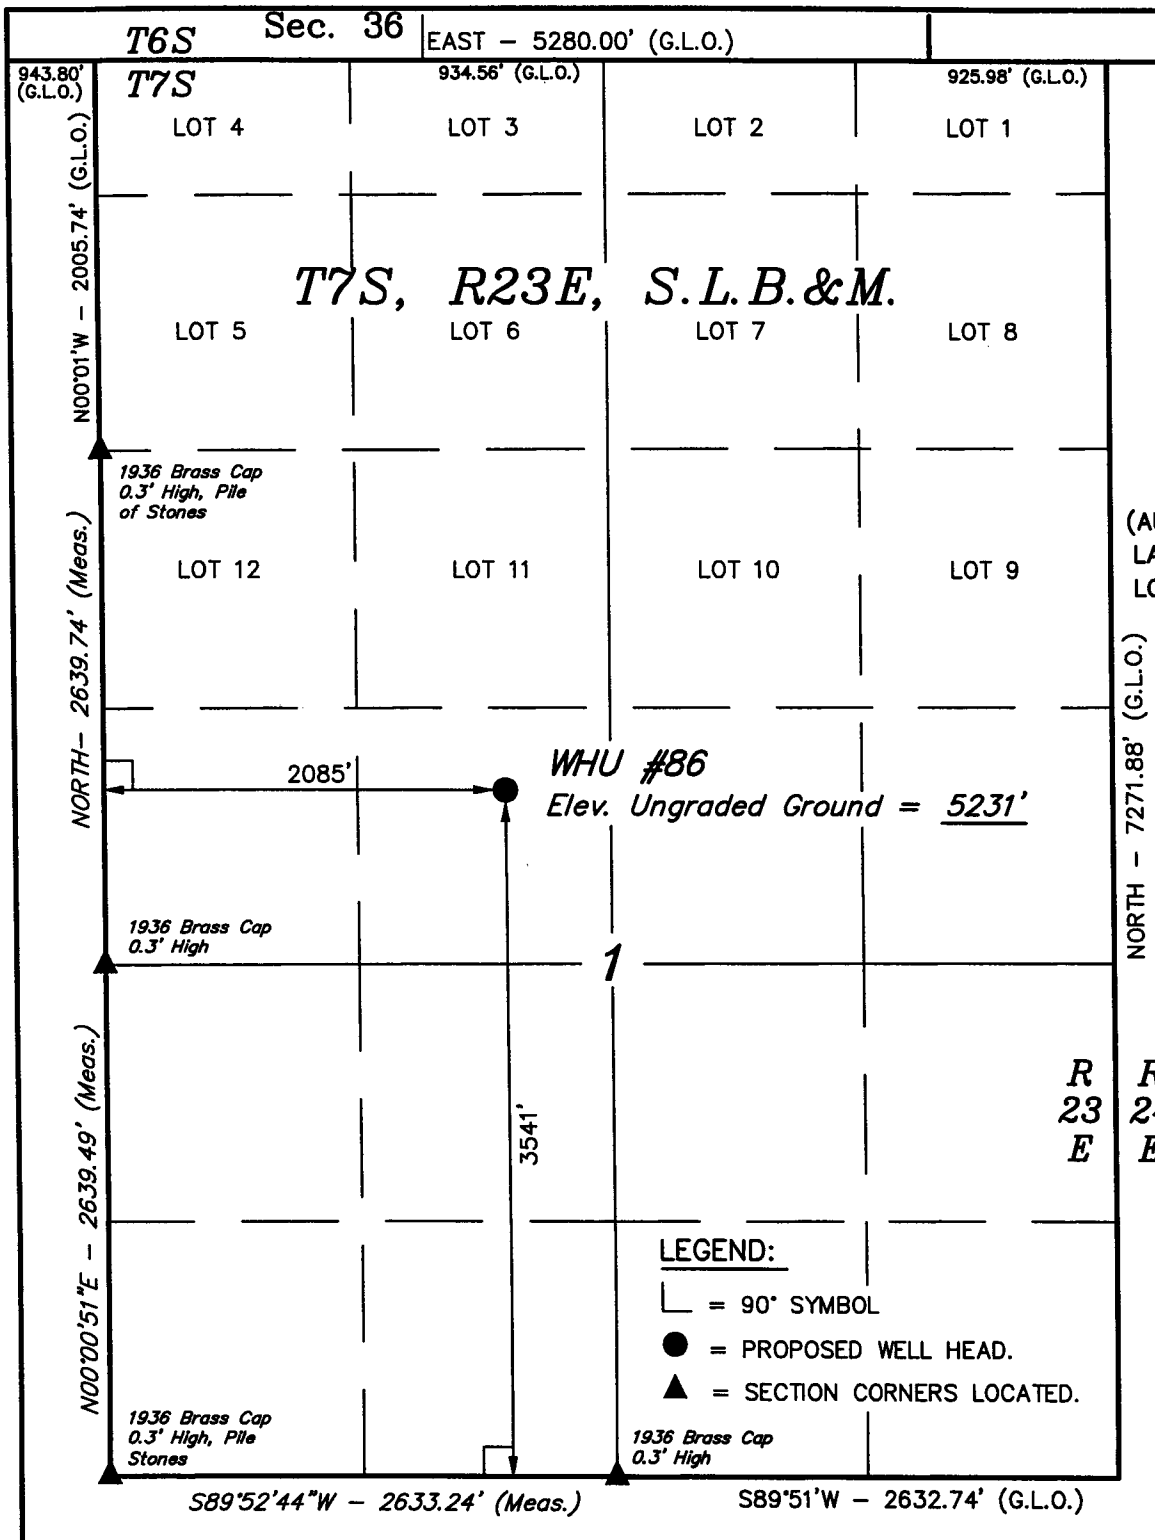 T6S
Sec. 36
EAST - 5280.00' (G.L.O.)
943.80'
(G.L.O.)
T7S
934.56' (G.L.O.)
925.98' (G.L.O.)
LOT 4
LOT 3
LOT 2
LOT 1
N00°01'W - 2005.74' (G.L.O.)
T7S, R23E, S.L.B.&M.
LOT 5
LOT 6
LOT 7
LOT 8
1936 Brass Cap
0.3' High, Pile
of Stones
NORTH- 2639.74' (Meas.)
LOT 12
LOT 11
LOT 10
LOT 9
(AU
LA
LO
NORTH - 7271.88' (G.L.O.)
2085'
WHU #86
Elev. Ungraded Ground = 5231'
1936 Brass Cap
0.3' High
1
N00°00'51"E - 2639.49' (Meas.)
3541'
R
23
E
LEGEND:
= 90° SYMBOL
= PROPOSED WELL HEAD.
= SECTION CORNERS LOCATED.
1936 Brass Cap
0.3' High, Pile
Stones
1936 Brass Cap
0.3' High
S89°52'44"W - 2633.24' (Meas.)
S89°51'W - 2632.74' (G.L.O.)